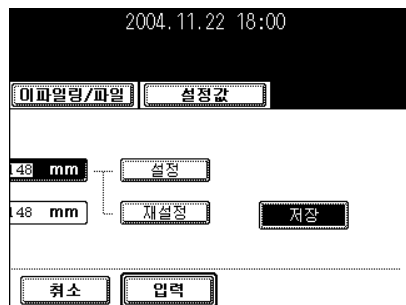 2004.11.22 18:00
이파일링/파일 설정값
148 mm 설정
148 mm 재설정 저장
취소 입력